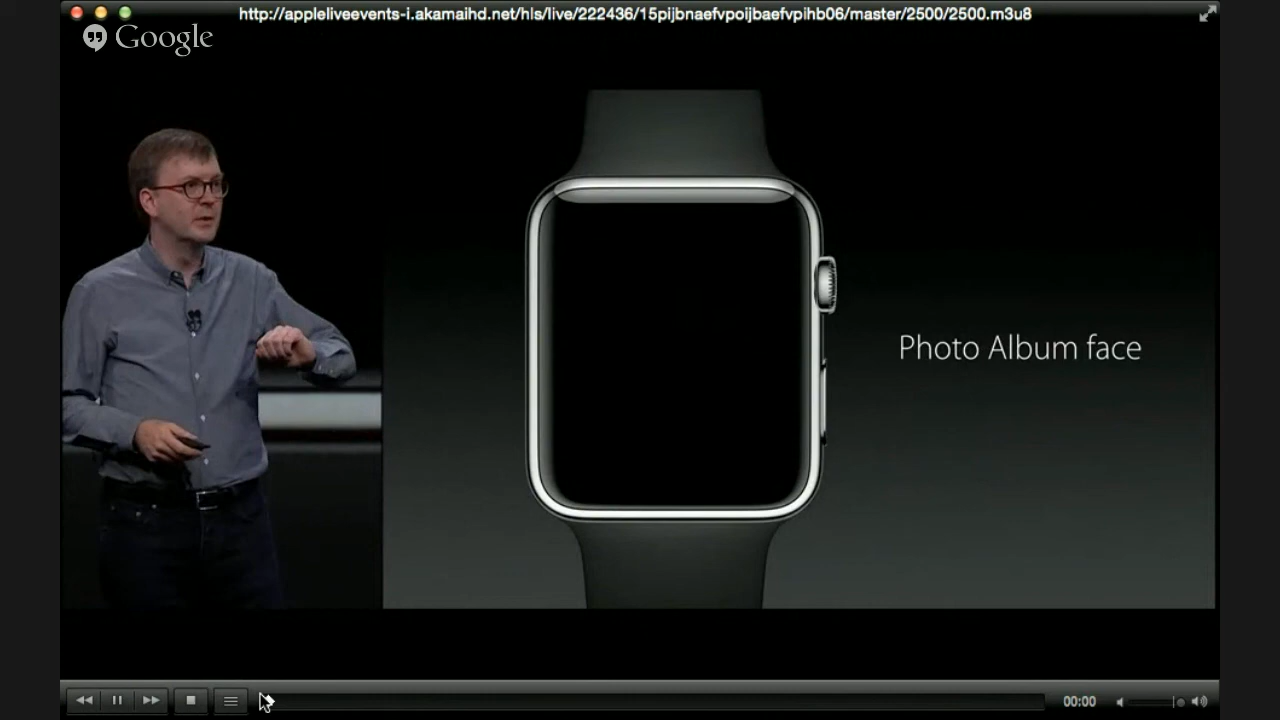 http://appleliveevents-i.akamaihd.net/hls/live/222436/15pijbnaefvpoijbaefvpihb06/master/2500/2500.m3u8
Google
Photo Album face
00:00